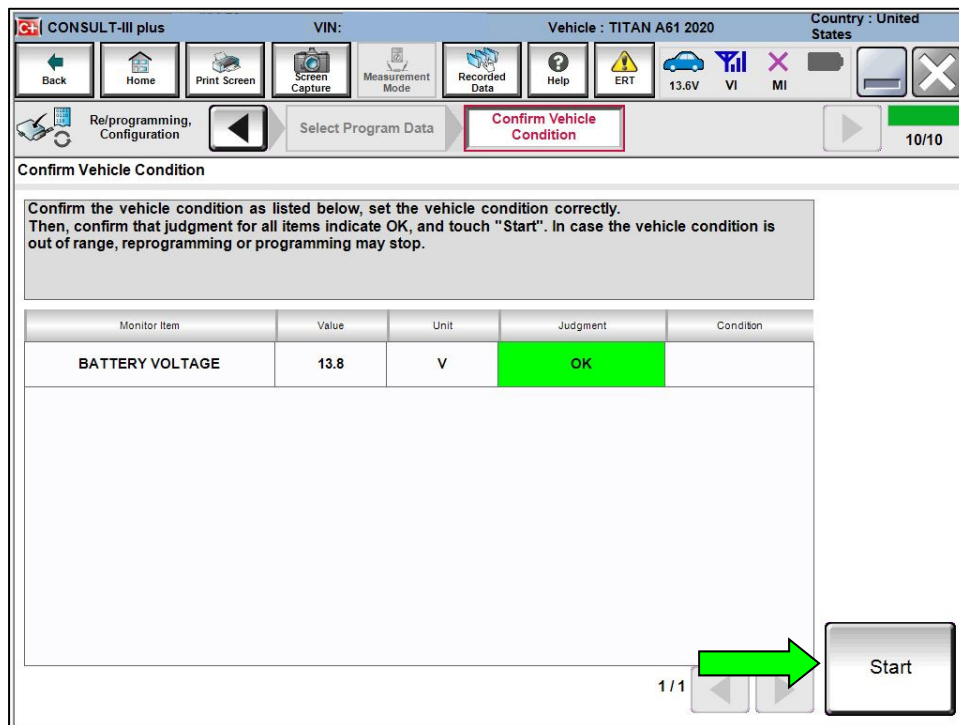 C+ CONSULT-III plus VIN: Vehicle : TITAN A61 2020 Country : United
States
Back Home Print Screen Screen
Capture Measurement
Mode Recorded
Data Help ERT 13.6V VI MI
Re/programming,
Configuration Select Program Data Confirm Vehicle
Condition 10/10
Confirm Vehicle Condition
Confirm the vehicle condition as listed below, set the vehicle condition correctly.
Then, confirm that judgment for all items indicate OK, and touch "Start". In case the vehicle condition is
out of range, reprogramming or programming may stop.
Monitor Item Value Unit Judgment Condition
BATTERY VOLTAGE 13.8 V OK
Start
1/1